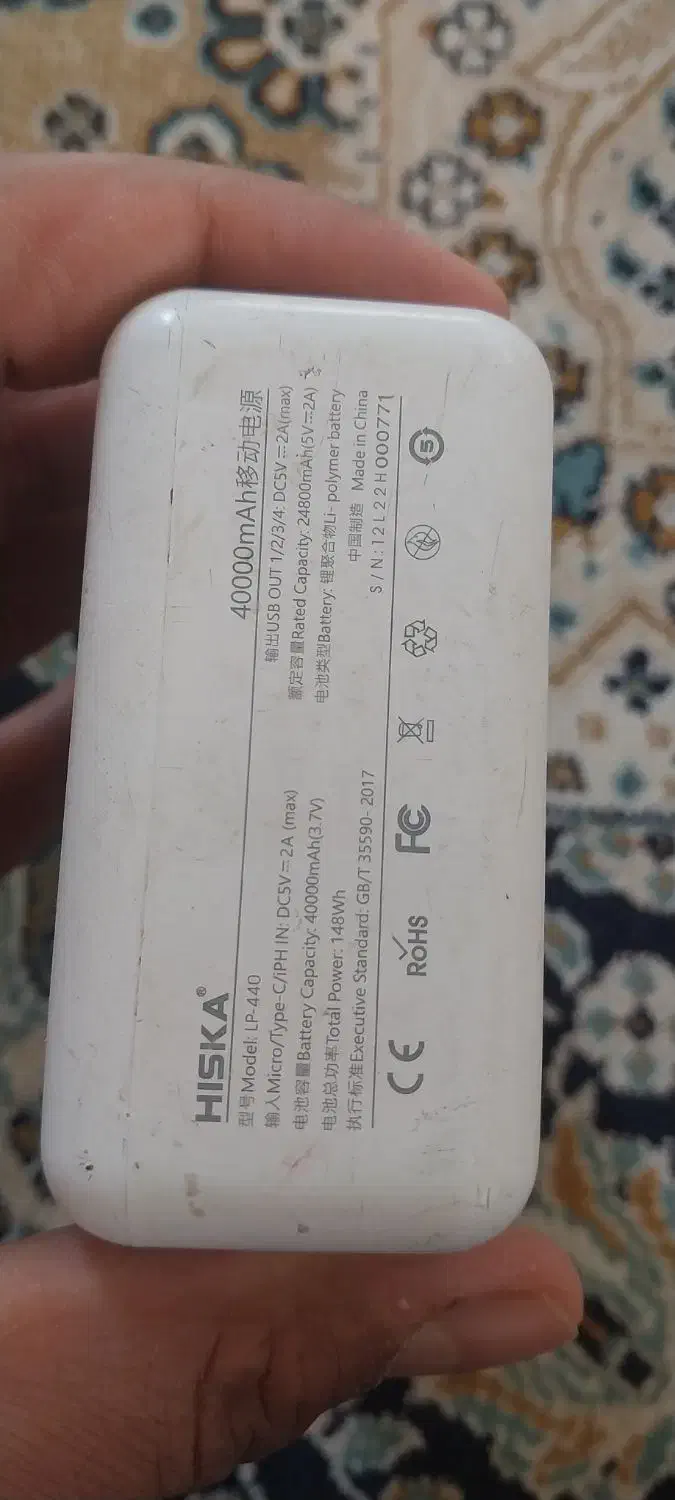 HISKA®
40000mAh移动电源
型号Model: LP-440
输入Micro/Type-C/iPH IN: DC5V⎓2A (max)
电池容量Battery Capacity: 40000mAh(3.7V)
电池总功率Total Power: 148Wh
执行标准Executive Standard: GB/T 35590- 2017
输出USB OUT 1/2/3/4: DC5V⎓2A(max)
额定容量Rated Capacity: 24800mAh(5V⎓2A)
电池类型Battery: 锂聚合物Li- polymer battery
中国制造 Made in China
S/N:12L22H000771
CE RoHS FC 5